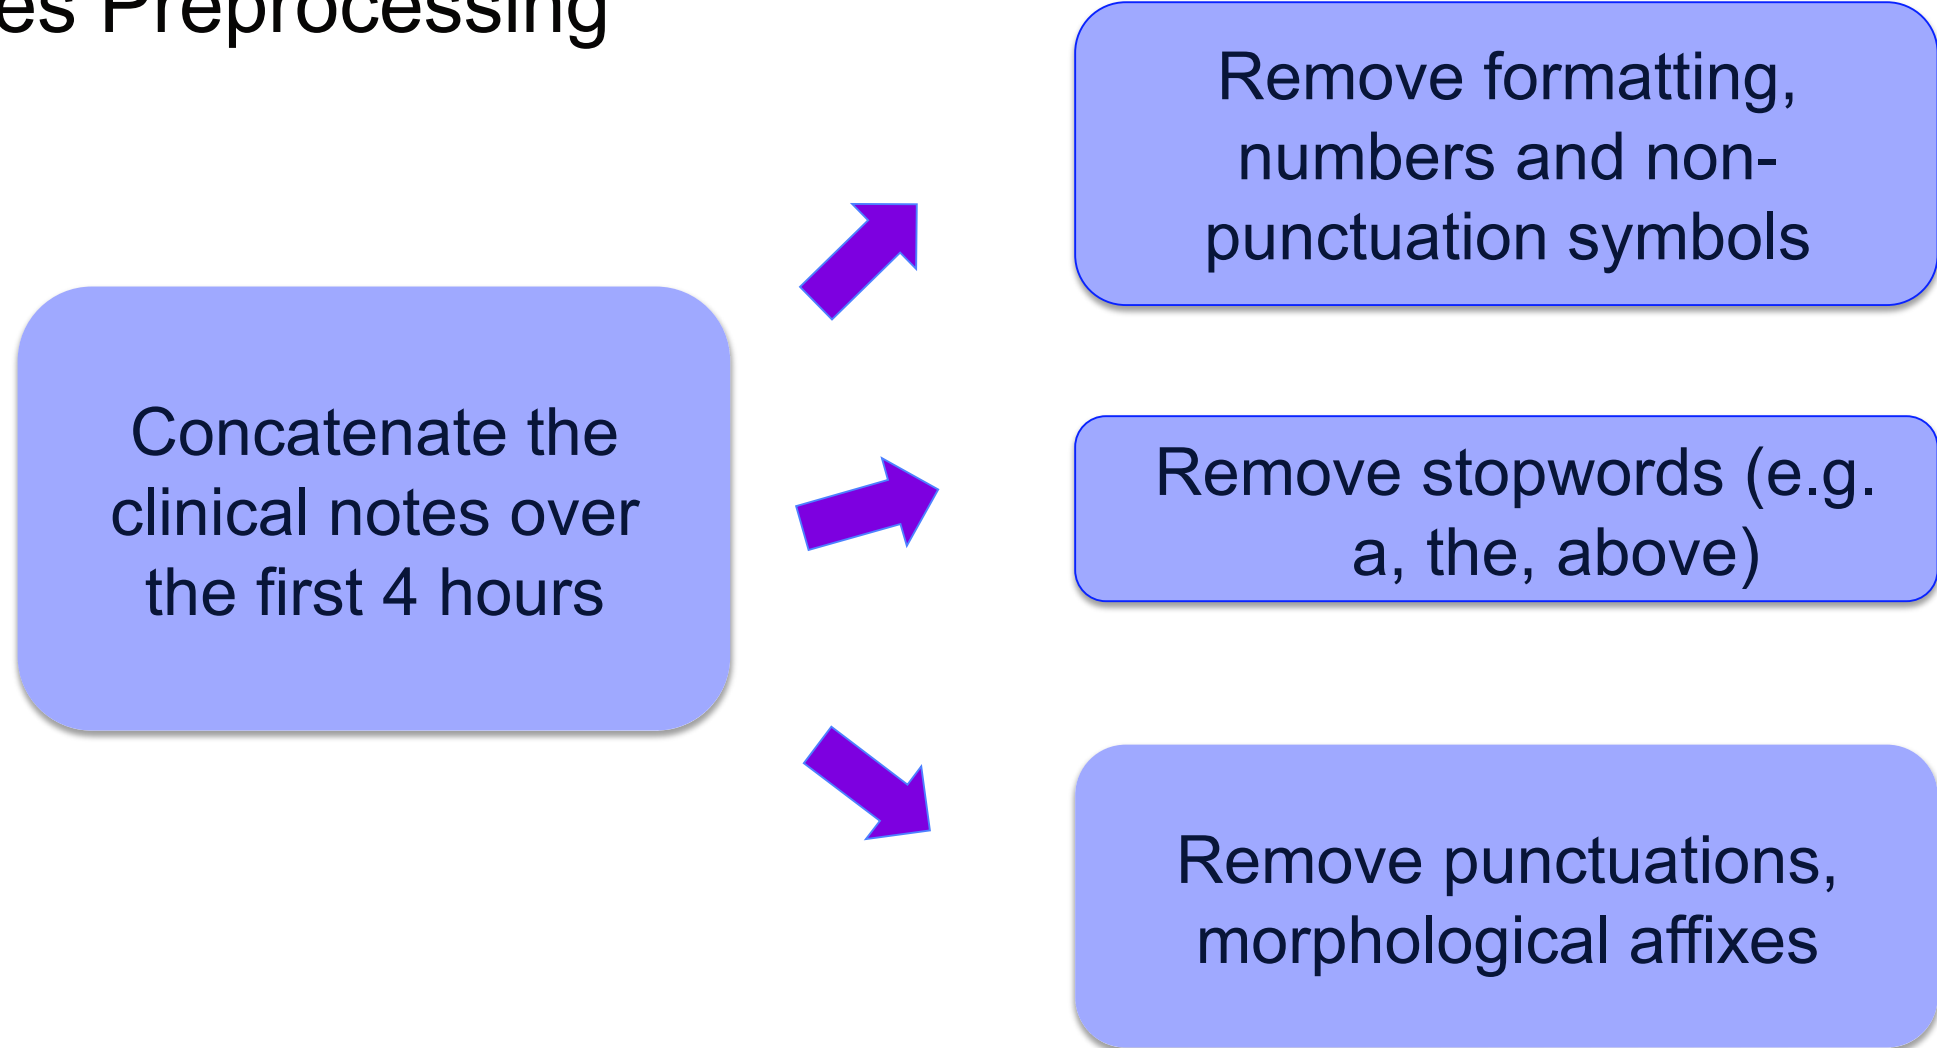 Preprocessing
Concatenate the
clinical notes over
the first 4 hours
Remove formatting,
numbers and non-
punctuation symbols
Remove stopwords (e.g.
a, the, above)
Remove punctuations,
morphological affixes